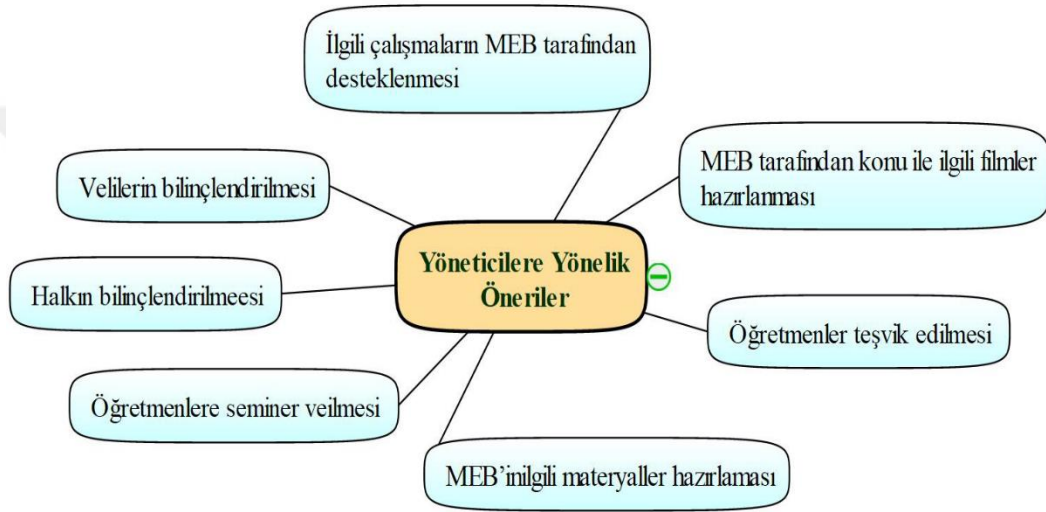 İlgili çalışmaların MEB tarafından
desteklenmesi
MEB tarafından konu ile ilgili filmler
hazırlanması
Velilerin bilinçlendirilmesi
Yöneticilere Yönelik
Öneriler
Halkın bilinçlendirilmeesi
Öğretmenler teşvik edilmesi
Öğretmenlere seminer veilmesi
MEB’inilgili materyaller hazırlaması